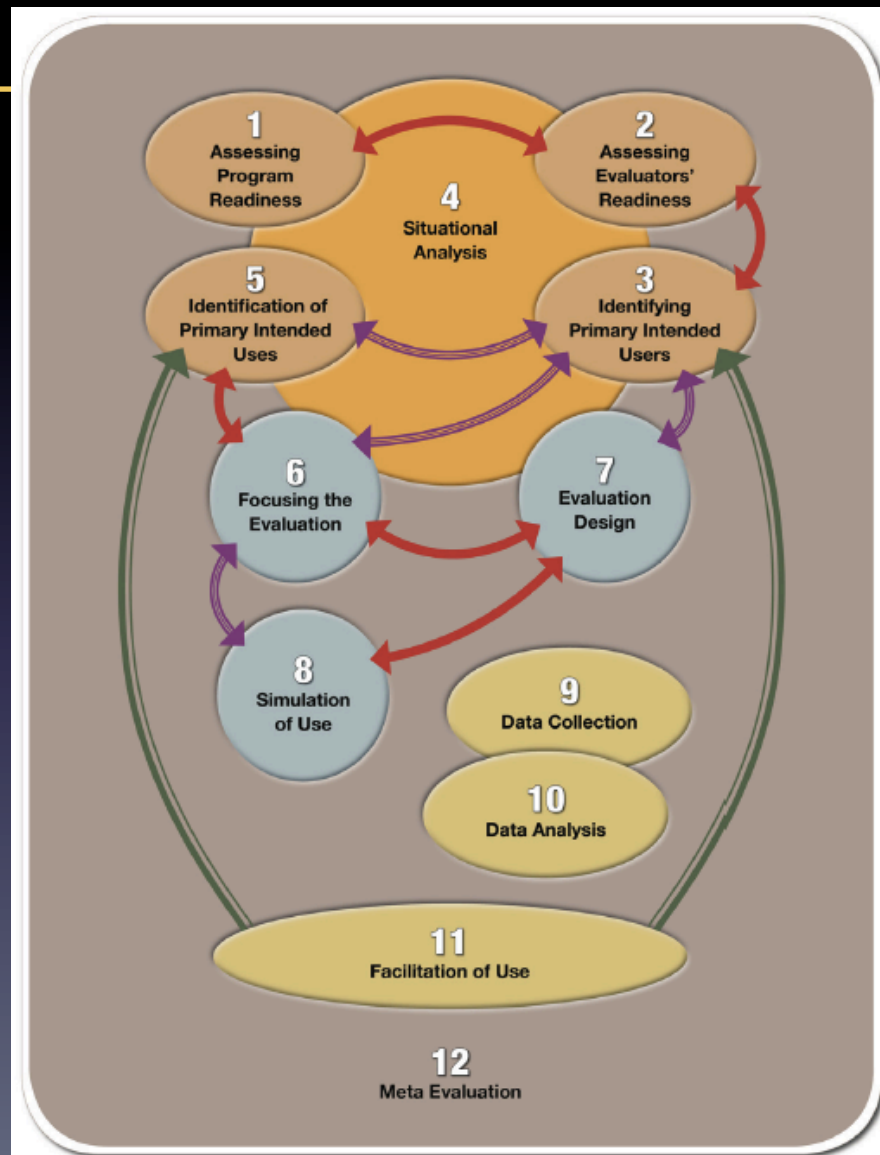 1
Assessing
Program
Readiness
2
Assessing
Evaluators'
Readiness
4
Situational
Analysis
5
Identification of
Primary Intended
Uses
3
Identifying
Primary Intended
Users
6
Focusing the
Evaluation
7
Evaluation
Design
8
Simulation
of Use
9
Data Collection
10
Data Analysis
11
Facilitation of Use
12
Meta Evaluation